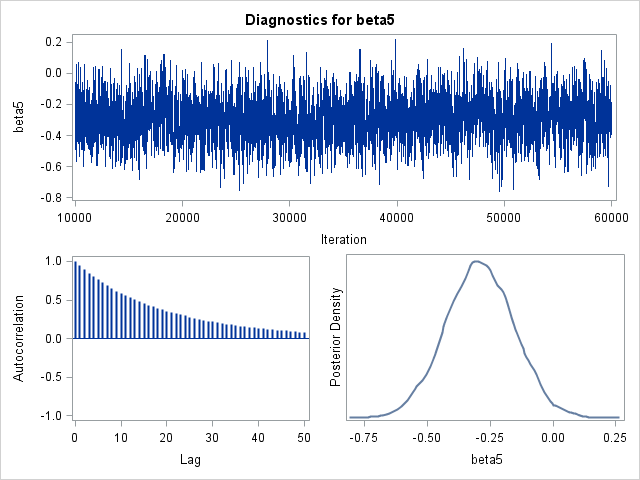 Diagnostics for beta5
0.2
0.0
-0.2
-0.4
-0.6
-0.8
beta5
10000 20000 30000 40000 50000 60000
Iteration
1.0
0.5
0.0
-0.5
-1.0
Autocorrelation
0 10 20 30 40 50
Lag
Posterior Density
-0.75 -0.50 -0.25 0.00 0.25
beta5